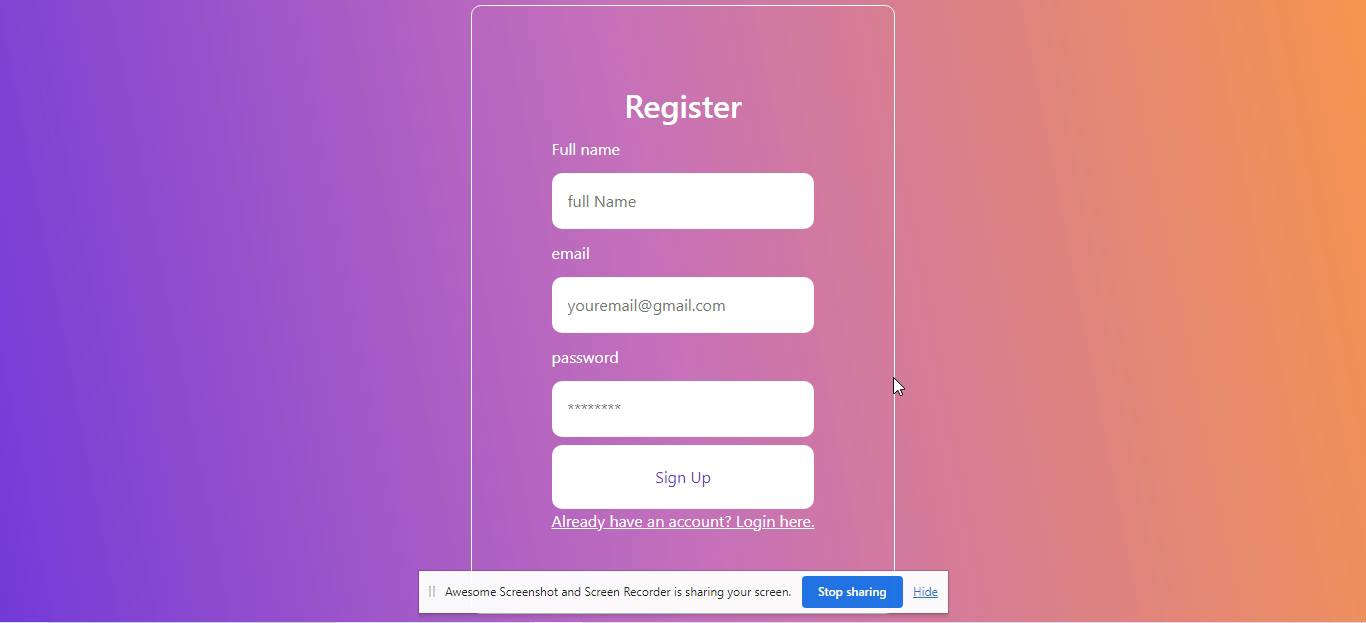 Register
Full name
full Name
email
youremail@gmail.com
password
********
Sign Up
Already have an account? Login here.
Awesome Screenshot and Screen Recorder is sharing your screen. Stop sharing Hide